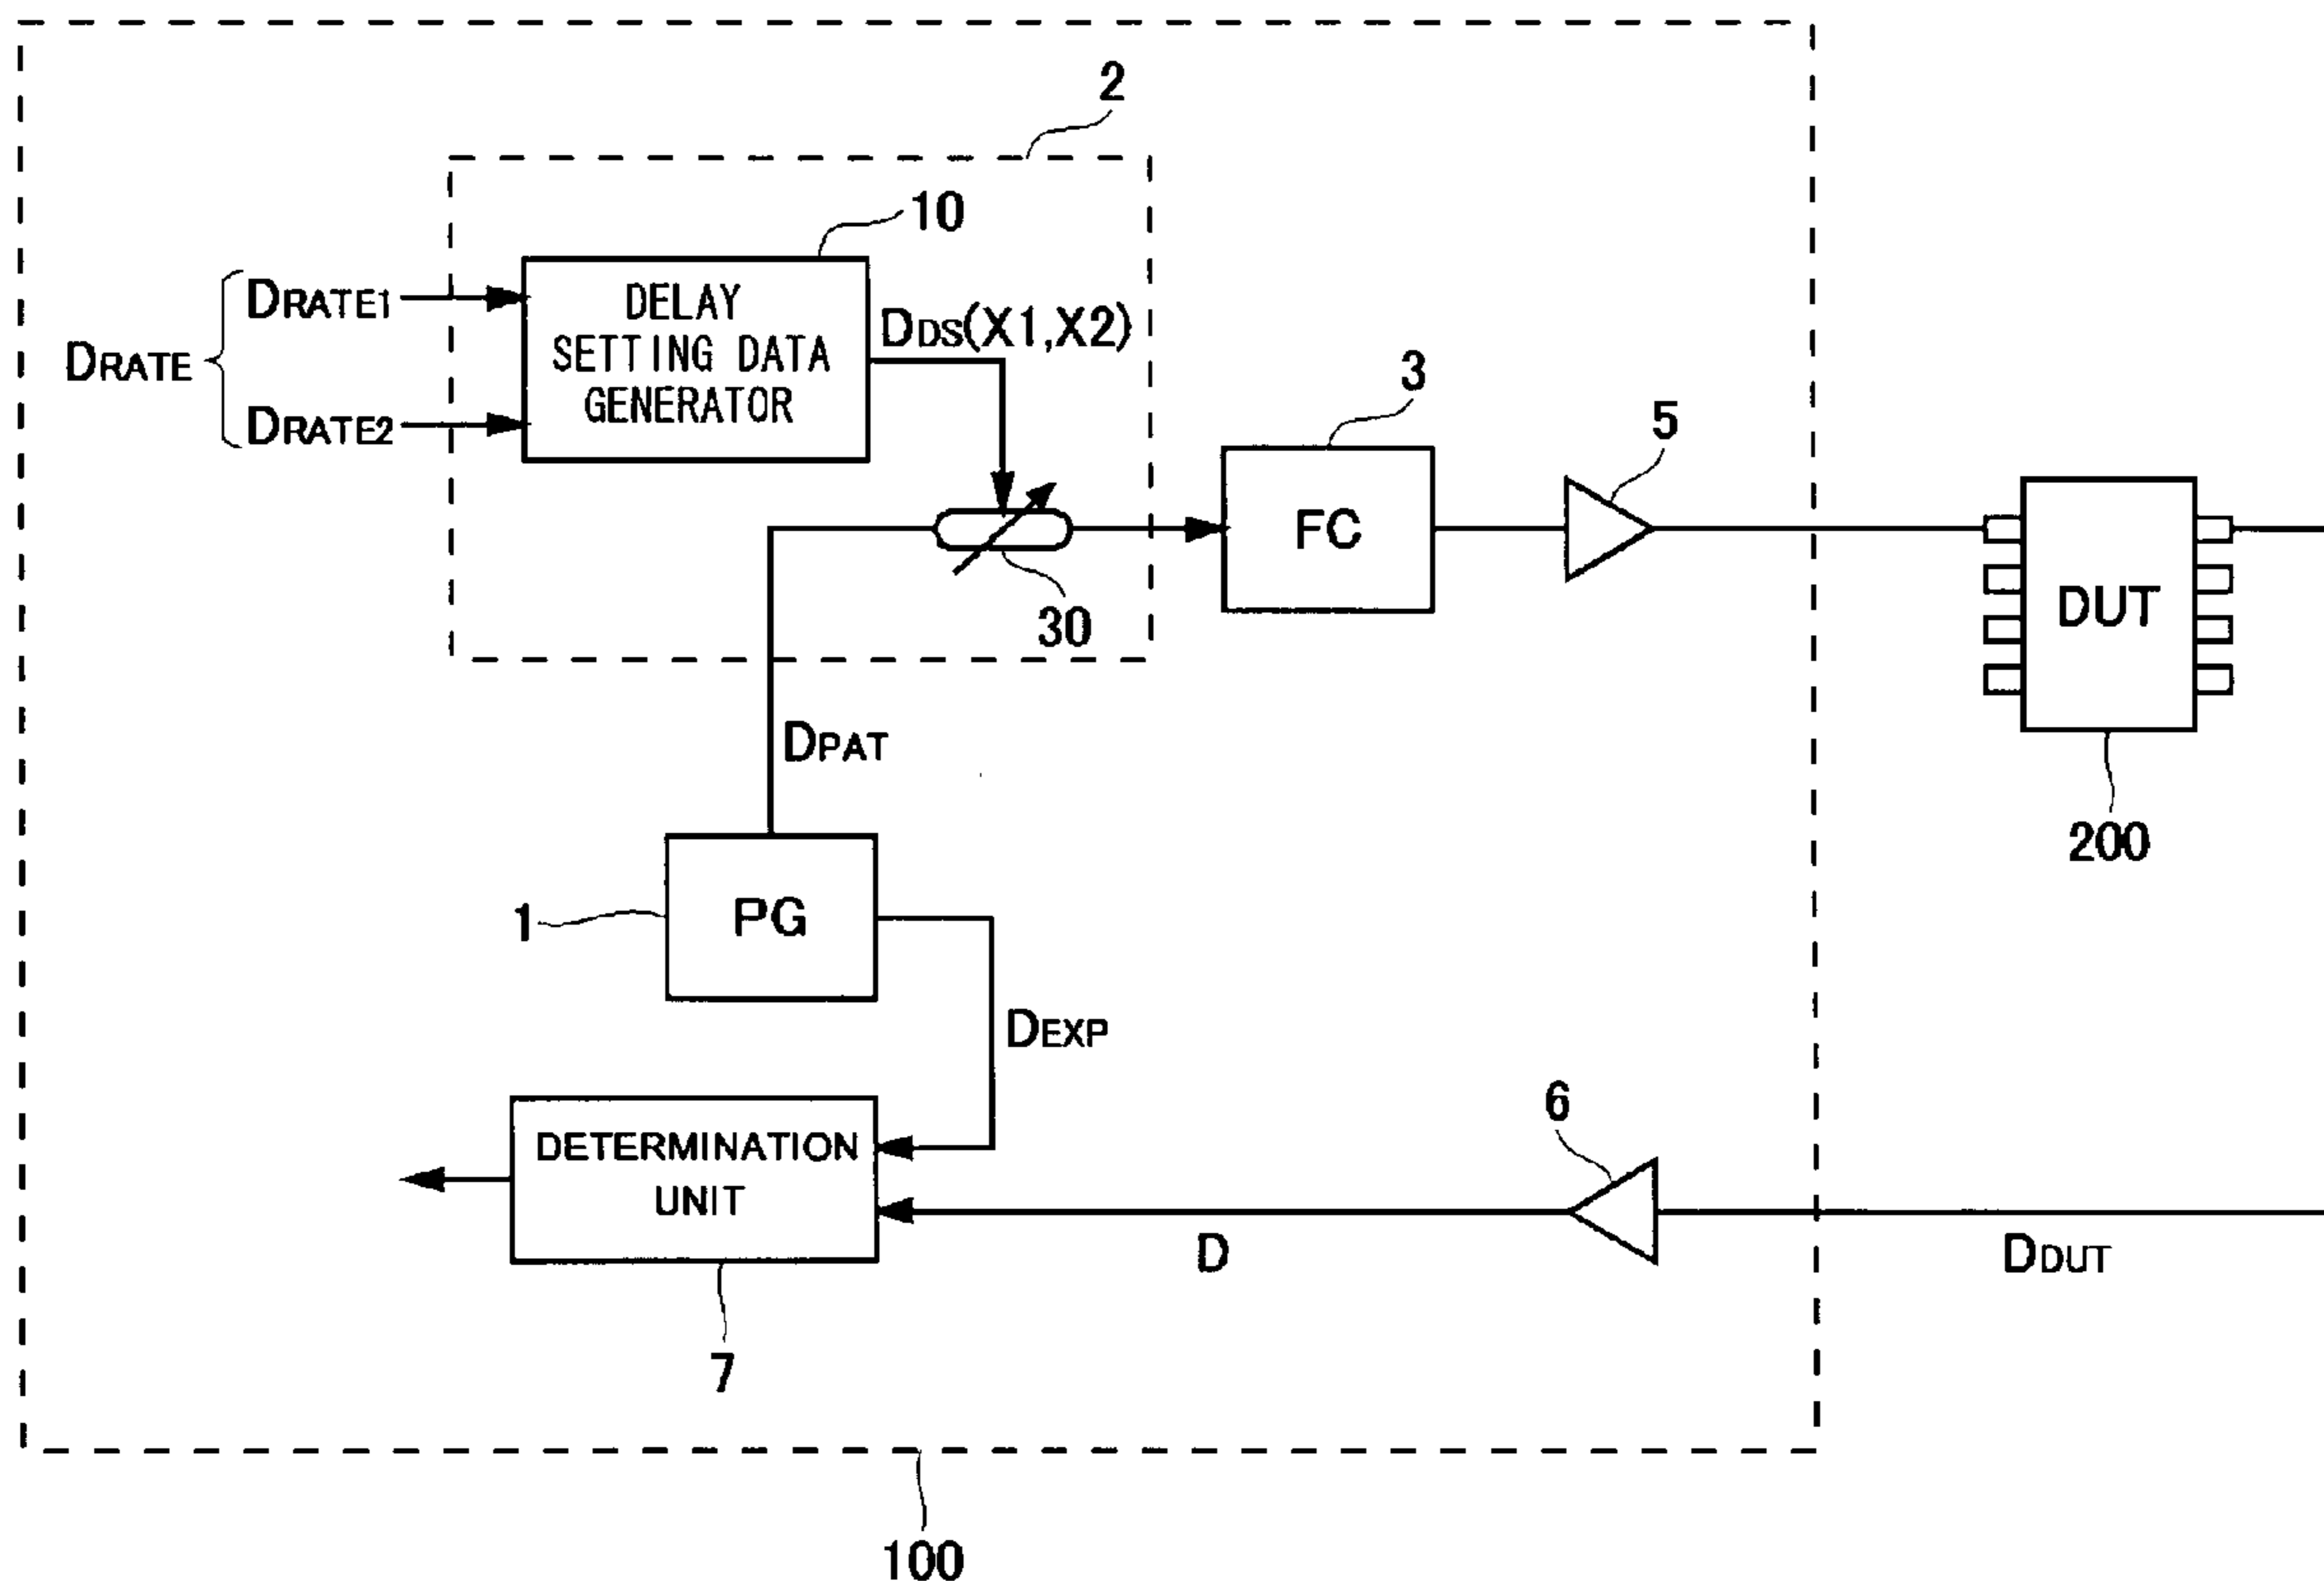 2
10
DRATE1
DELAY
SETTING DATA
GENERATOR
DDS(X1,X2)
DRATE
DRATE2
3
5
FC
30
DUT
200
DPAT
1
PG
DEXP
6
DETERMINATION
UNIT
D
DDUT
7
100